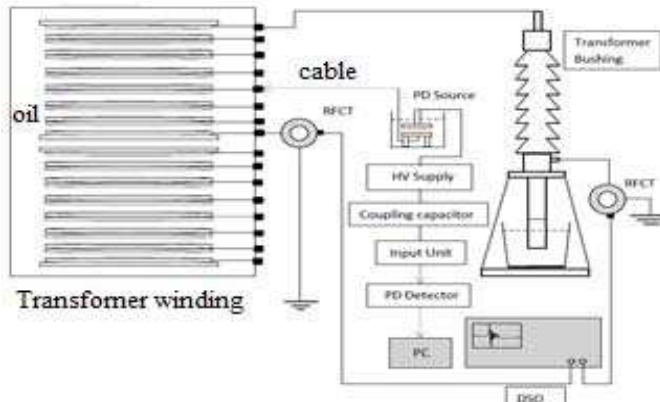 Transformer
Bushing
cable
PD Source
oil
RFCT
RFCT
HV Supply
Coupling capacitor
Input Unit
Transfomer winding
PD Detector
PC
DSO